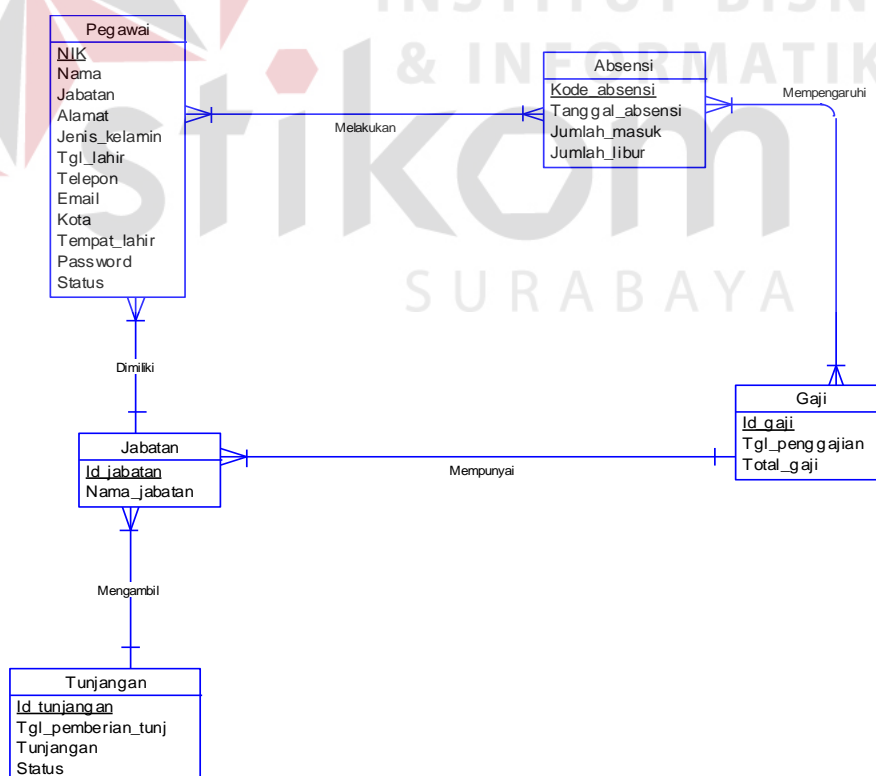 INSTITUT BISN
& INFORMATIK
stikom
SURABAYA
Pegawai
NIK
Nama
Jabatan
Alamat
Jenis_kelamin
Tgl_lahir
Telepon
Email
Kota
Tempat_lahir
Password
Status
Melakukan
Absensi
Kode_absensi
Tanggal_absensi
Jumlah_masuk
Jumlah_libur
Mempengaruhi
Dimiliki
Gaji
Id_gaji
Tgl_penggajian
Total_gaji
Jabatan
Id_jabatan
Nama_jabatan
Mempunyai
Mengambil
Tunjangan
Id_tunjangan
Tgl_pemberian_tunj
Tunjangan
Status